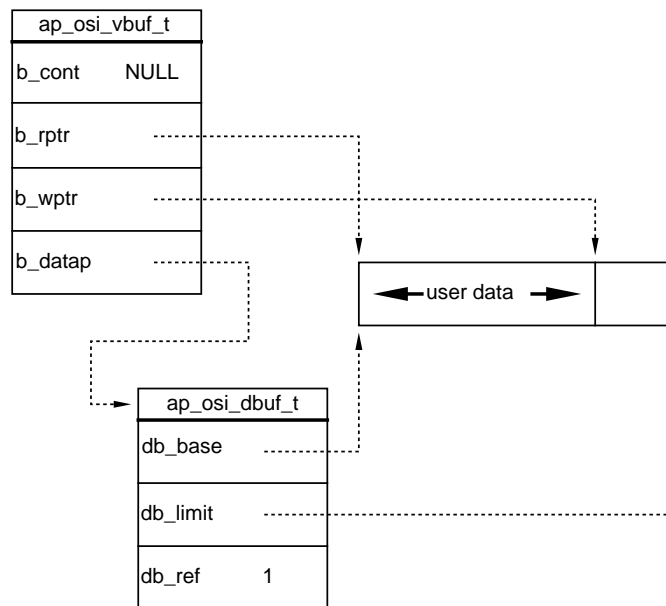 ap_osi_vbuf_t
b_cont NULL
b_rptr
b_wptr
b_datap
user data
ap_osi_dbuf_t
db_base
db_limit
db_ref 1